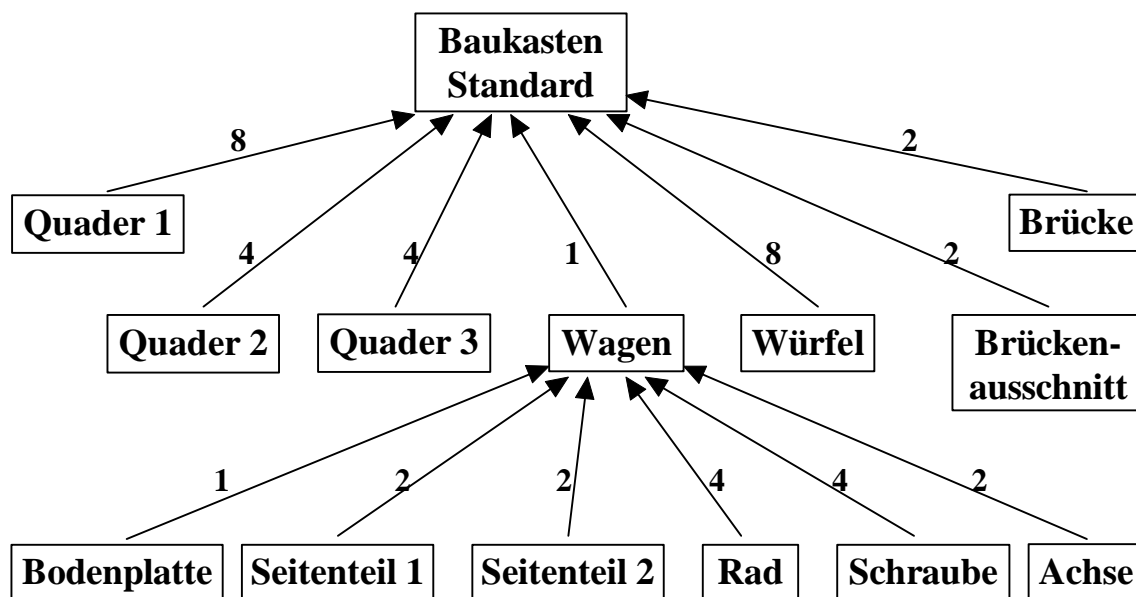 Baukasten
Standard
8
2
Quader 1
Brücke
4
4
1
8
2
Quader 2
Quader 3
Wagen
Würfel
Brücken-
ausschnitt
1
2
2
4
4
2
Bodenplatte
Seitenteil 1
Seitenteil 2
Rad
Schraube
Achse